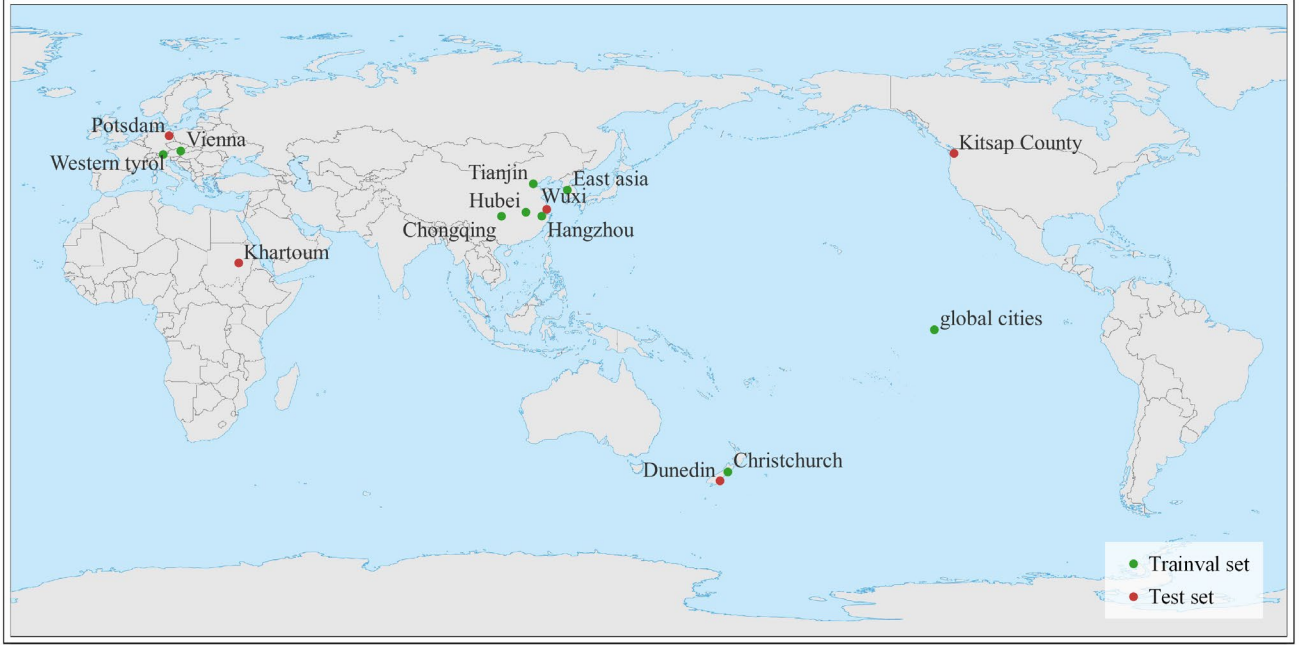 Potsdam
Vienna
Western tyrol
Kitsap County
Tianjin
East asia
Hubei
Wuxi
Chongqing
Hangzhou
Khartoum
global cities
Christchurch
Dunedin
Trainval set
Test set